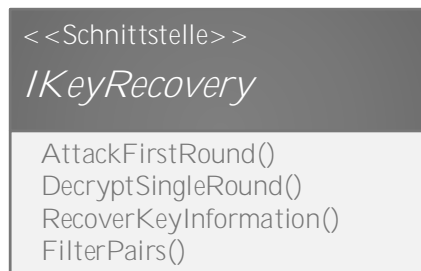 <<Schnittstelle>>
IKeyRecovery
AttackFirstRound()
DecryptSingleRound()
RecoverKeyInformation()
FilterPairs()